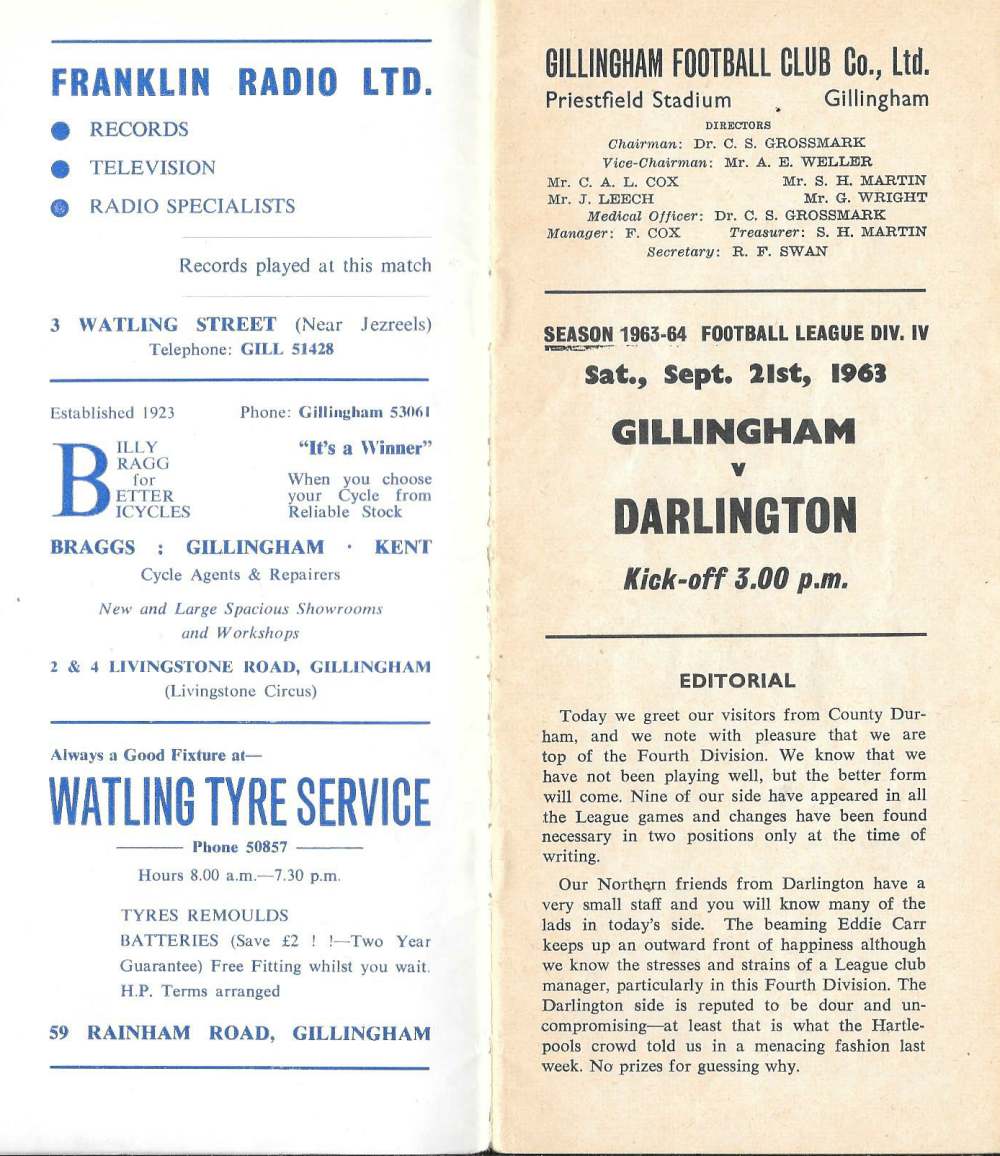 FRANKLIN RADIO LTD.
RECORDS
TELEVISION
RADIO SPECIALISTS
Records played at this match
3 WATLING STREET (Near Jezreels)
Telephone: GILL 51428
Established 1923 Phone: Gillingham 53061
BILLY
BRAGG
for
BETTER
BICYCLES
"It's a Winner"
When you choose
your Cycle from
Reliable Stock
BRAGGS : GILLINGHAM · KENT
Cycle Agents & Repairers
New and Large Spacious Showrooms
and Workshops
2 & 4 LIVINGSTONE ROAD, GILLINGHAM
(Livingstone Circus)
Always a Good Fixture at—
WATLING TYRE SERVICE
Phone 50857
Hours 8.00 a.m.—7.30 p.m.
TYRES REMOULDS
BATTERIES (Save £2 ! !—Two Year
Guarantee) Free Fitting whilst you wait.
H.P. Terms arranged
59 RAINHAM ROAD, GILLINGHAM
GILLINGHAM FOOTBALL CLUB Co., Ltd.
Priestfield Stadium Gillingham
DIRECTORS
Chairman: Dr. C. S. GROSSMARK
Vice-Chairman: Mr. A. E. WELLER
Mr. C. A. L. COX Mr. S. H. MARTIN
Mr. J. LEECH Mr. G. WRIGHT
Medical Officer: Dr. C. S. GROSSMARK
Manager: F. COX Treasurer: S. H. MARTIN
Secretary: R. F. SWAN
SEASON 1963-64 FOOTBALL LEAGUE DIV. IV
Sat., Sept. 21st, 1963
GILLINGHAM
v
DARLINGTON
Kick-off 3.00 p.m.
EDITORIAL
Today we greet our visitors from County Dur-
ham, and we note with pleasure that we are
top of the Fourth Division. We know that we
have not been playing well, but the better form
will come. Nine of our side have appeared in all
the League games and changes have been found
necessary in two positions only at the time of
writing.
Our Northern friends from Darlington have a
very small staff and you will know many of the
lads in today's side. The beaming Eddie Carr
keeps up an outward front of happiness although
we know the stresses and strains of a League club
manager, particularly in this Fourth Division. The
Darlington side is reputed to be dour and un-
compromising—at least that is what the Hartle-
pools crowd told us in a menacing fashion last
week. No prizes for guessing why.